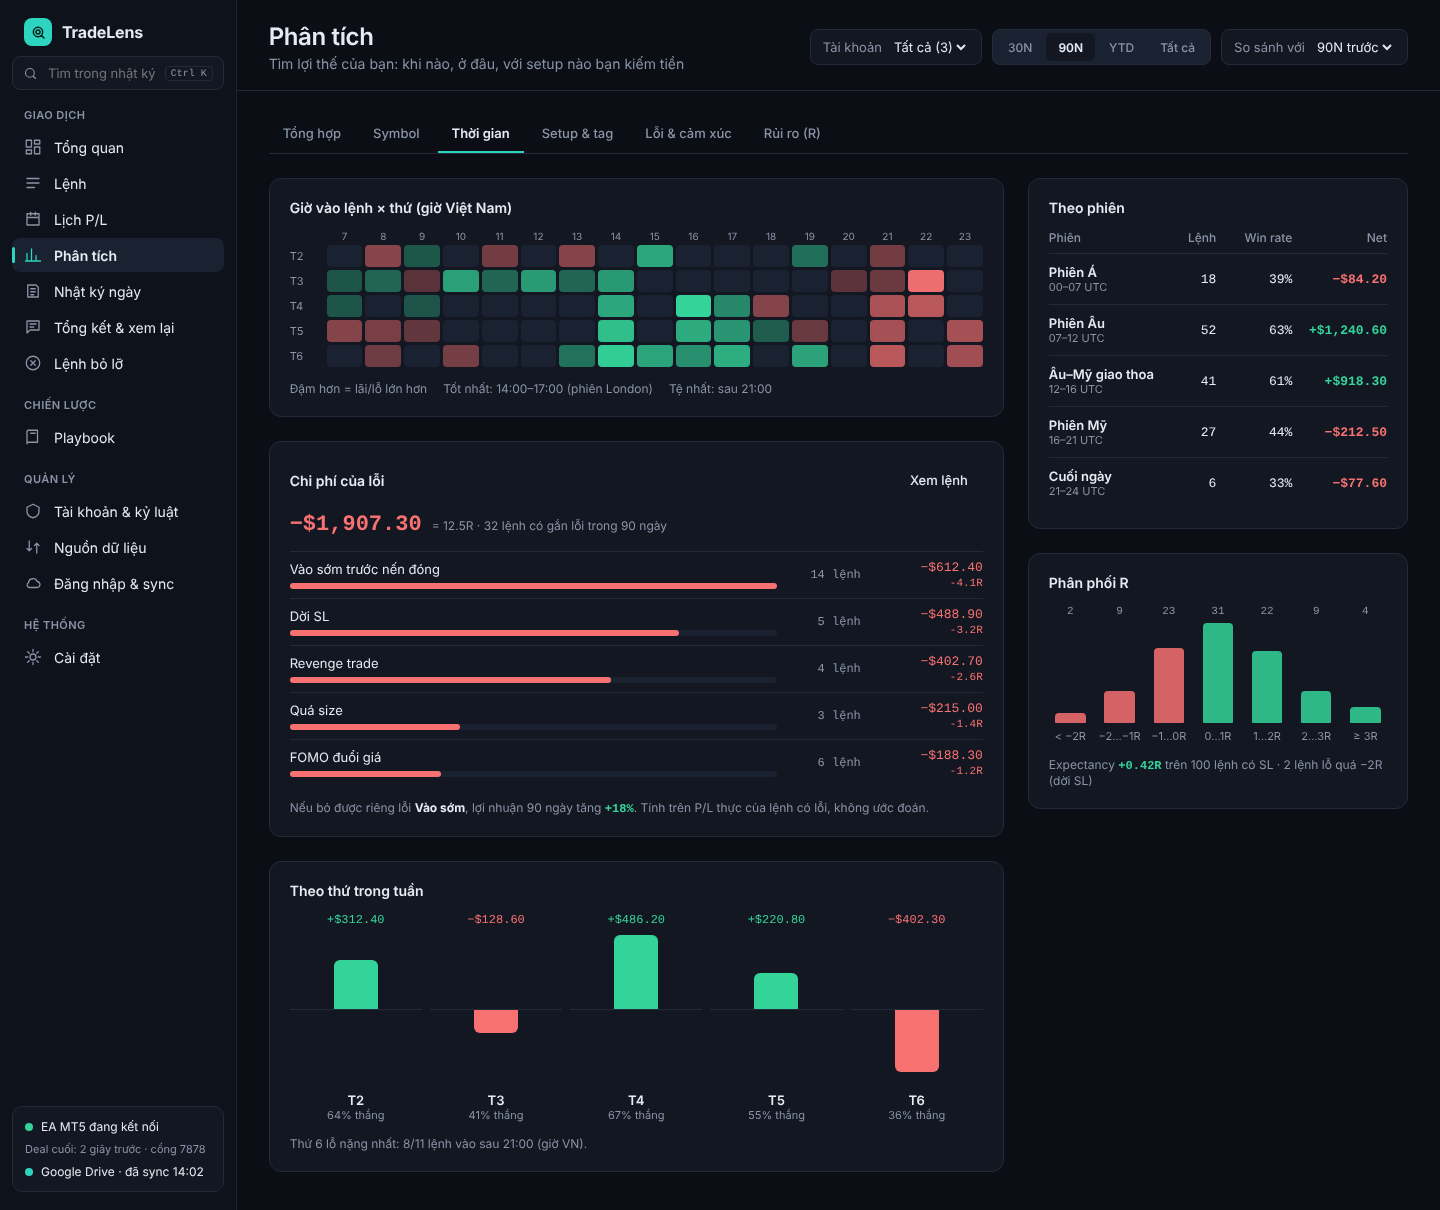 TradeLens
Tìm trong nhật ký Ctrl K
GIAO DỊCH
Tổng quan
Lệnh
Lịch P/L
Phân tích
Nhật ký ngày
Tổng kết & xem lại
Lệnh bỏ lỡ
CHIẾN LƯỢC
Playbook
QUẢN LÝ
Tài khoản & kỷ luật
Nguồn dữ liệu
Đăng nhập & sync
HỆ THỐNG
Cài đặt
EA MT5 đang kết nối
Deal cuối: 2 giây trước · cổng 7878
Google Drive · đã sync 14:02
Phân tích
Tìm lợi thế của bạn: khi nào, ở đâu, với setup nào bạn kiếm tiền
Tài khoản Tất cả (3)
30N 90N YTD Tất cả
So sánh với 90N trước
Tổng hợp Symbol Thời gian Setup & tag Lỗi & cảm xúc Rủi ro (R)
Giờ vào lệnh × thứ (giờ Việt Nam)
7 8 9 10 11 12 13 14 15 16 17 18 19 20 21 22 23
T2
T3
T4
T5
T6
Đậm hơn = lãi/lỗ lớn hơn Tốt nhất: 14:00–17:00 (phiên London) Tệ nhất: sau 21:00
Chi phí của lỗi Xem lệnh
−$1,907.30 = 12.5R · 32 lệnh có gắn lỗi trong 90 ngày
Vào sớm trước nến đóng 14 lệnh −$612.40
-4.1R
Dời SL 5 lệnh −$488.90
-3.2R
Revenge trade 4 lệnh −$402.70
-2.6R
Quá size 3 lệnh −$215.00
-1.4R
FOMO đuổi giá 6 lệnh −$188.30
-1.2R
Nếu bỏ được riêng lỗi Vào sớm, lợi nhuận 90 ngày tăng +18%. Tính trên P/L thực của lệnh có lỗi, không ước đoán.
Theo thứ trong tuần
+$312.40 −$128.60 +$486.20 +$220.80 −$402.30
T2 T3 T4 T5 T6
64% thắng 41% thắng 67% thắng 55% thắng 36% thắng
Thứ 6 lỗ nặng nhất: 8/11 lệnh vào sau 21:00 (giờ VN).
Theo phiên
Phiên Lệnh Win rate Net
Phiên Á 18 39% −$84.20
00–07 UTC
Phiên Âu 52 63% +$1,240.60
07–12 UTC
Âu–Mỹ giao thoa 41 61% +$918.30
12–16 UTC
Phiên Mỹ 27 44% −$212.50
16–21 UTC
Cuối ngày 6 33% −$77.60
21–24 UTC
Phân phối R
2 9 23 31 22 9 4
< −2R −2…−1R −1…0R 0…1R 1…2R 2…3R ≥ 3R
Expectancy +0.42R trên 100 lệnh có SL · 2 lệnh lỗ quá −2R
(dời SL)